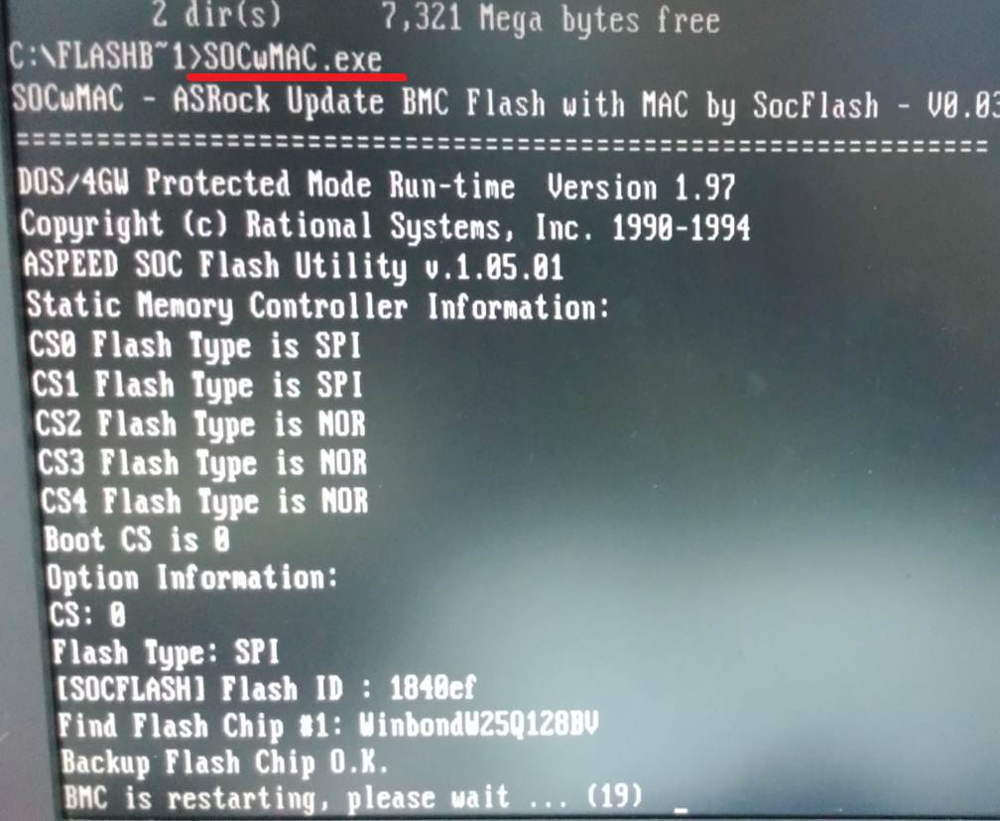 2 dir(s)     7,321 Mega bytes free
C:\FLASHB~1>SOCwMAC.exe
SOCwMAC - ASRock Update BMC Flash with MAC by SocFlash - V0.03
=============================================================
DOS/4GW Protected Mode Run-time  Version 1.97
Copyright (c) Rational Systems, Inc. 1990-1994
ASPEED SOC Flash Utility v.1.05.01
Static Memory Controller Information:
CS0 Flash Type is SPI
CS1 Flash Type is SPI
CS2 Flash Type is NOR
CS3 Flash Type is NOR
CS4 Flash Type is NOR
Boot CS is 0
Option Information:
CS: 0
Flash Type: SPI
[SOCFLASH] Flash ID : 1840ef
Find Flash Chip #1: WinbondW25Q128BV
Backup Flash Chip O.K.
BMC is restarting, please wait ... (19) _